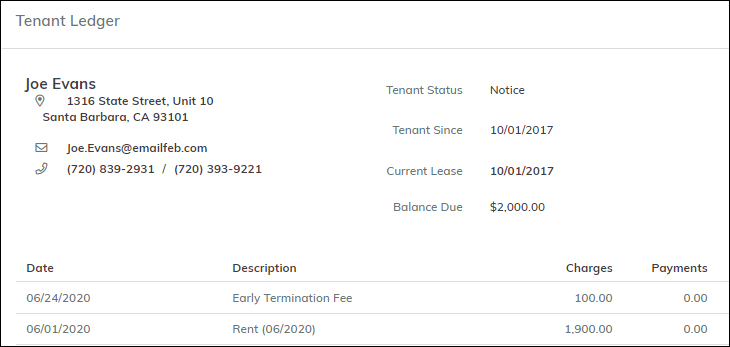 Tenant Ledger
Joe Evans
1316 State Street, Unit 10
Santa Barbara, CA 93101
Joe.Evans@emailfeb.com
(720) 839-2931 / (720) 393-9221
Tenant Status Notice
Tenant Since 10/01/2017
Current Lease 10/01/2017
Balance Due $2,000.00
Date Description Charges Payments
06/24/2020 Early Termination Fee 100.00 0.00
06/01/2020 Rent (06/2020) 1,900.00 0.00